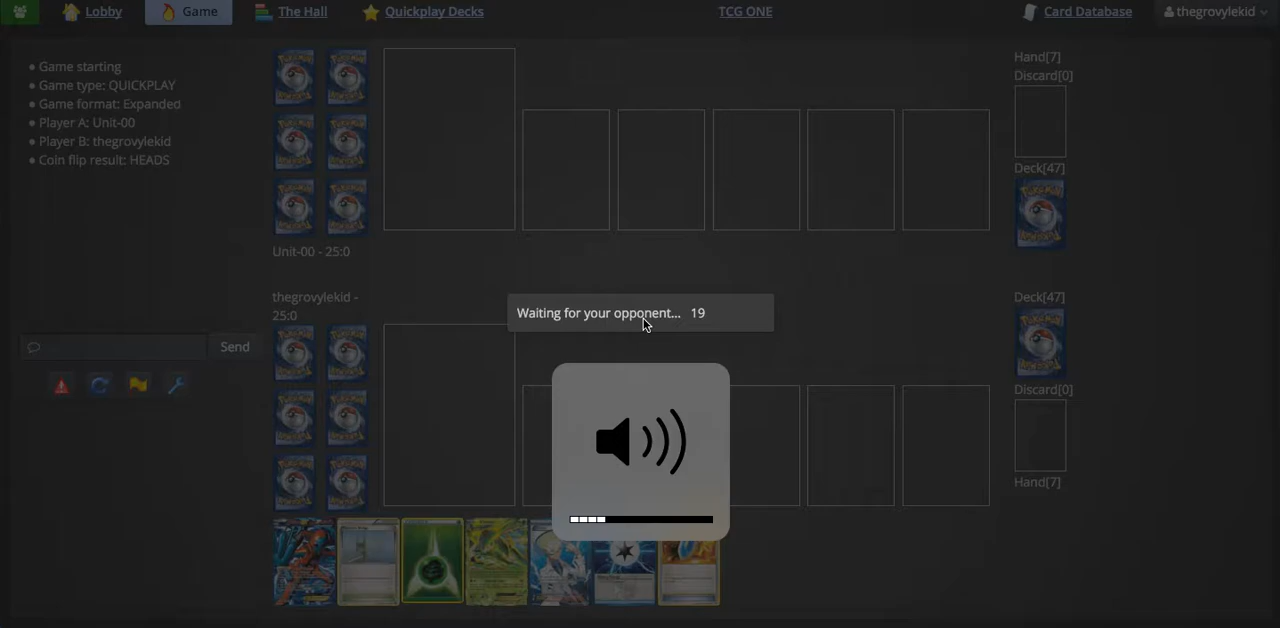 Lobby
Game
The Hall
Quickplay Decks
TCG ONE
Card Database
thegrovylekid
Game starting
Game type: QUICKPLAY
Game format: Expanded
Player A: Unit-00
Player B: thegrovylekid
Coin flip result: HEADS
Hand[7]
Discard[0]
Deck[47]
Unit-00 - 25:0
thegrovylekid -
25:0
Waiting for your opponent... 19
Send
Deck[47]
Discard[0]
Hand[7]